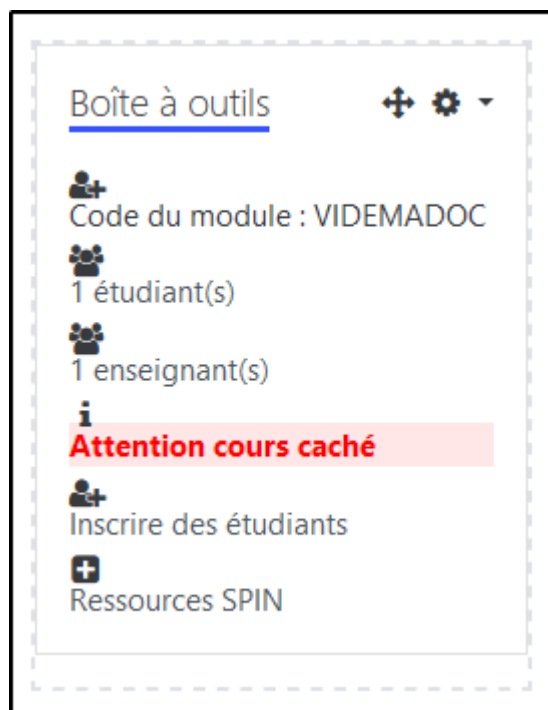 Boîte à outils
Code du module : VIDEMADOC
1 étudiant(s)
1 enseignant(s)
Attention cours caché
Inscrire des étudiants
Ressources SPIN